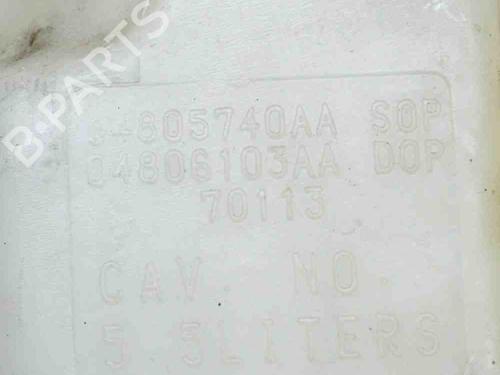 B-PARTS
04805740AA SOP
04806103AA DOP
70113
CAV NO
5.5LITERS